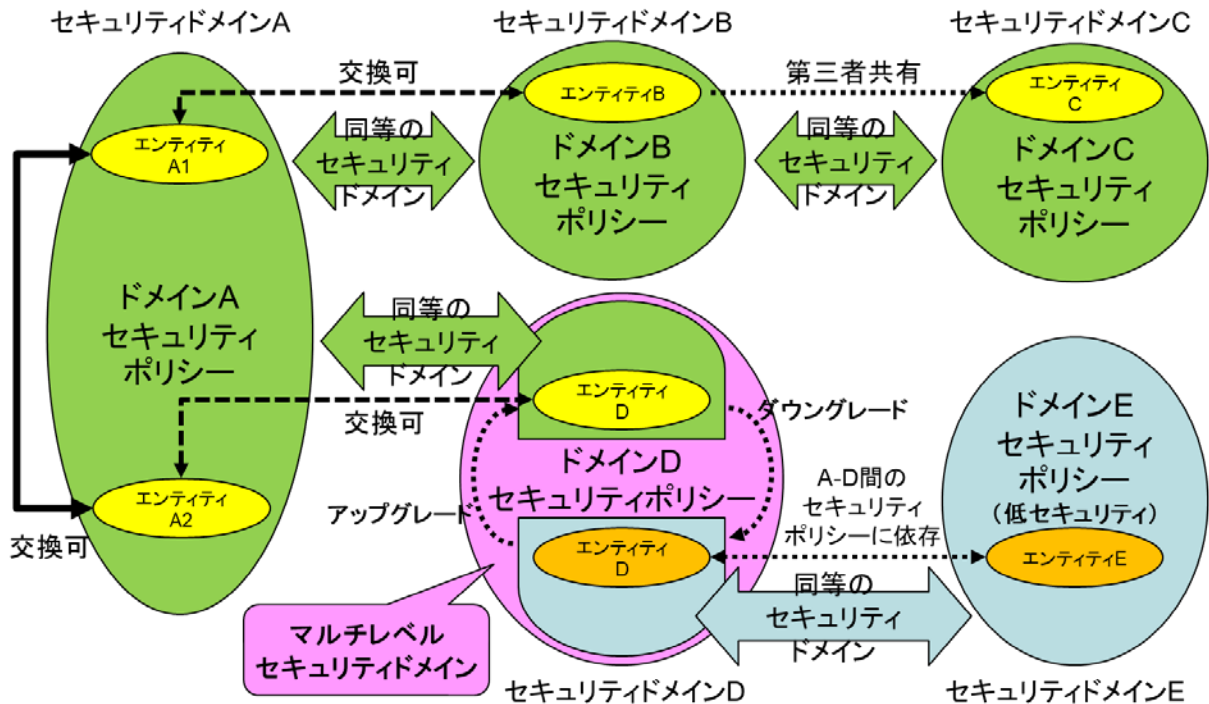 セキュリティドメインA
セキュリティドメインB
セキュリティドメインC
交換可
第三者共有
エンティティB
エンティティ
C
エンティティ
A1
同等の
セキュリティ
ドメイン
ドメインB
セキュリティ
ポリシー
同等の
セキュリティ
ドメイン
ドメインC
セキュリティ
ポリシー
ドメインA
セキュリティ
ポリシー
同等の
セキュリティ
ドメイン
エンティティ
D
交換可
ダウングレード
ドメインD
セキュリティポリシー
アップグレード
ドメインE
セキュリティ
ポリシー
(低セキュリティ)
A-D間の
セキュリティ
ポリシーに依存
エンティティ
A2
交換可
エンティティ
D
エンティティE
同等の
セキュリティ
ドメイン
マルチレベル
セキュリティドメイン
セキュリティドメインD
セキュリティドメインE